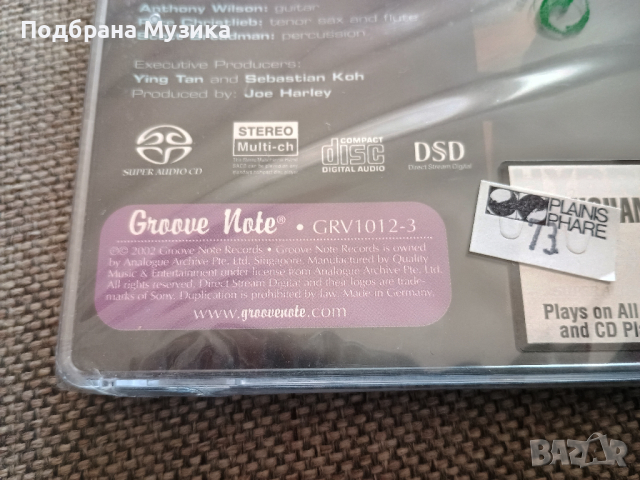 Подбрана Музика
Anthony Wilson: guitar
Christlieb: tenor sax and flute
percussion
Executive Producers:
Ying Tan and Sebastian Koh
Produced by: Joe Harley
SUPER AUDIO CD
STEREO
Multi-ch
COMPACT
disc
DIGITAL AUDIO
DSD
Direct Stream Digital
Groove Note® • GRV1012-3
2002 Groove Note Records • Groove Note Records is owned
by Analogue Archive Pte. Ltd, Singapore. Manufactured by Quality
Music & Entertainment under license from Analogue Archive Pte. Ltd.
All rights reserved. Direct Stream Digital and their logos are trade-
marks of Sony. Duplication is prohibited by law. Made in Germany.
www.groovenote.com
PLAINIS
PHARE
73
Plays on All
and CD Pla
BAZAR